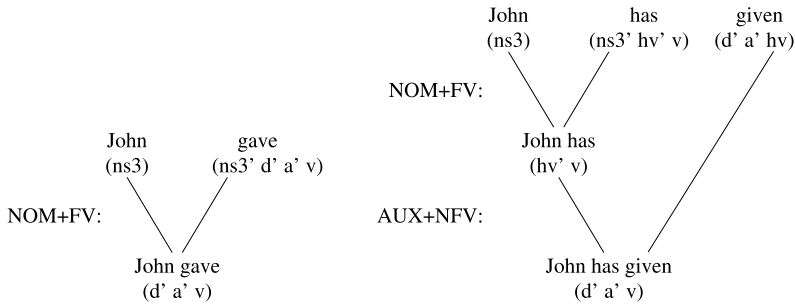 John has given
(ns3) (ns3’ hv’ v) (d’ a’ hv)
NOM+FV:
John gave John has
(ns3) (ns3’ d’ a’ v) (hv’ v)
NOM+FV: AUX+NFV:
John gave John has given
(d’ a’ v) (d’ a’ v)